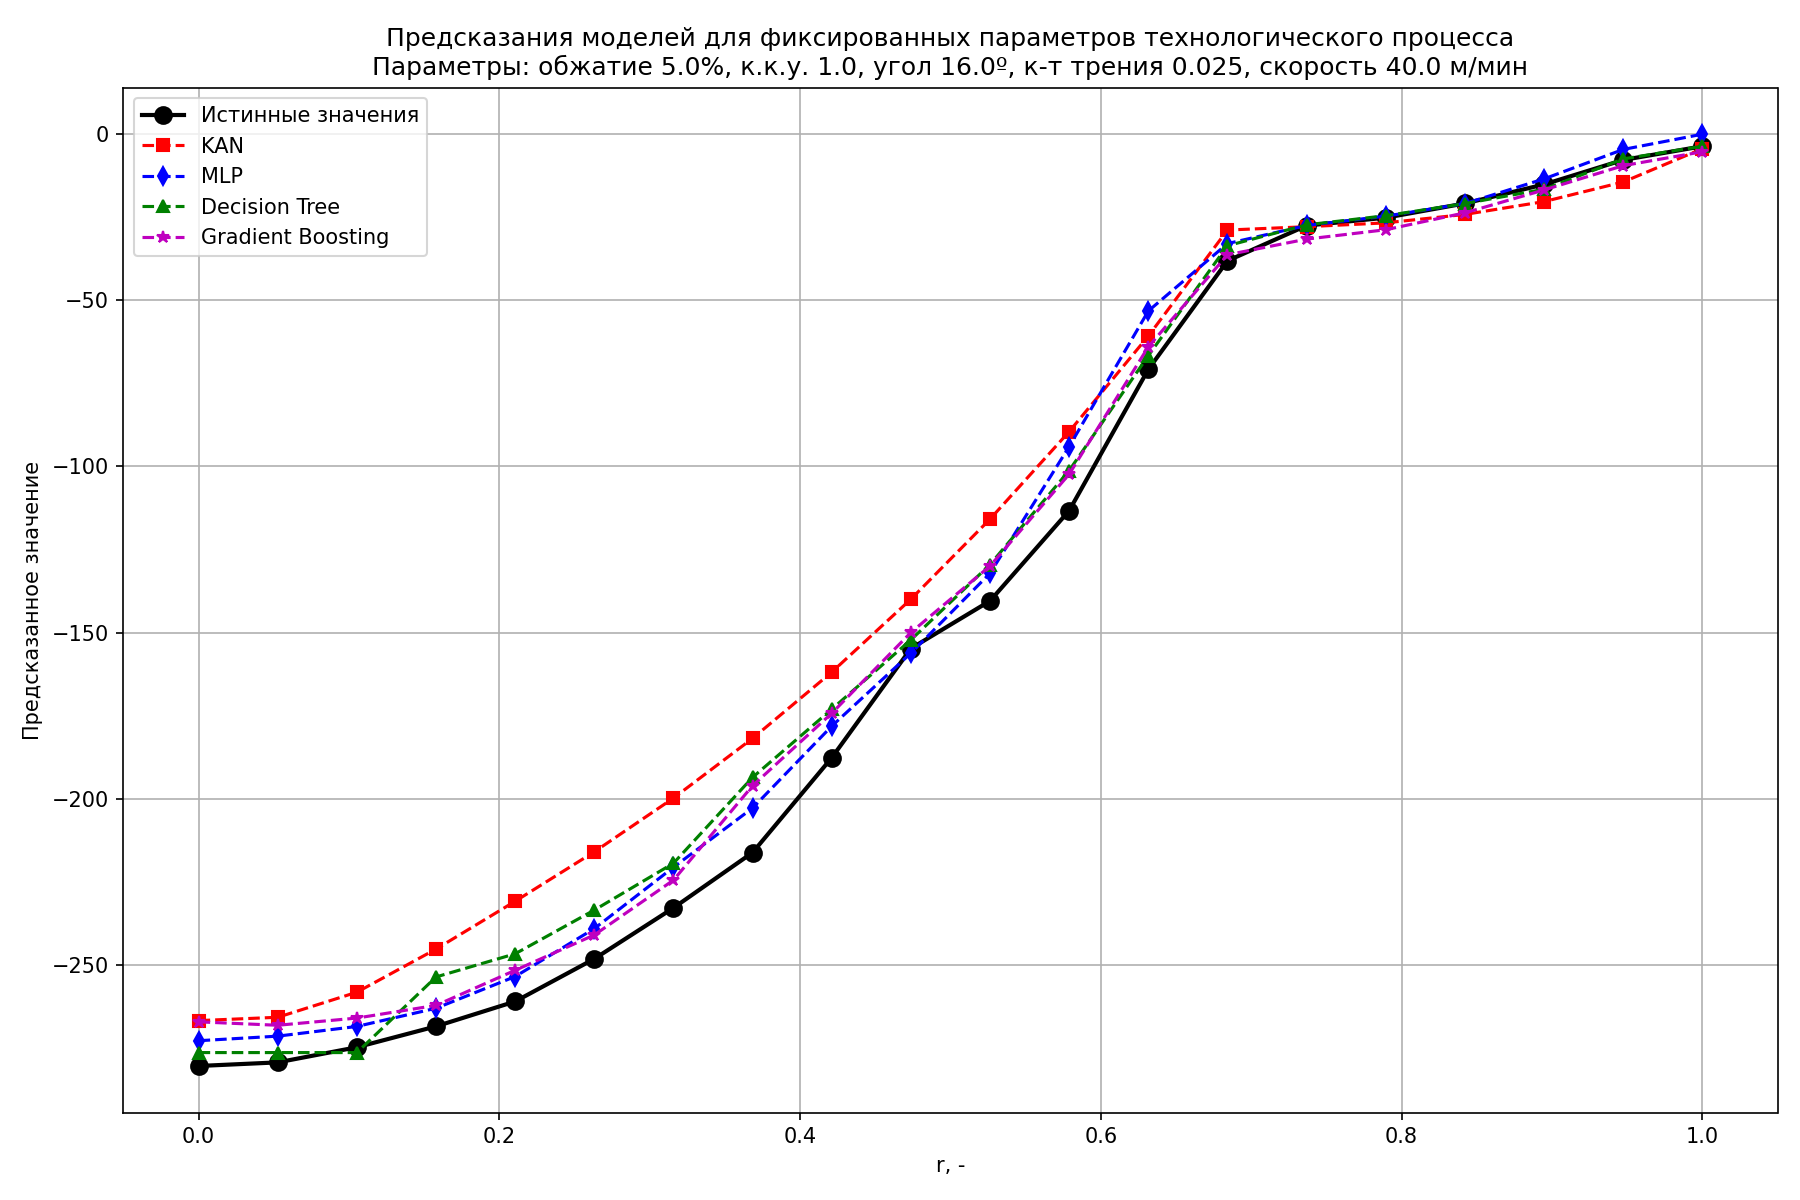 Предсказания моделей для фиксированных параметров технологического процесса
Параметры: обжатие 5.0%, к.к.у. 1.0, угол 16.0º, к-т трения 0.025, скорость 40.0 м/мин
Истинные значения
KAN
MLP
Decision Tree
Gradient Boosting
Предсказанное значение
0
−50
−100
−150
−200
−250
0.0
0.2
0.4
0.6
0.8
1.0
r, -